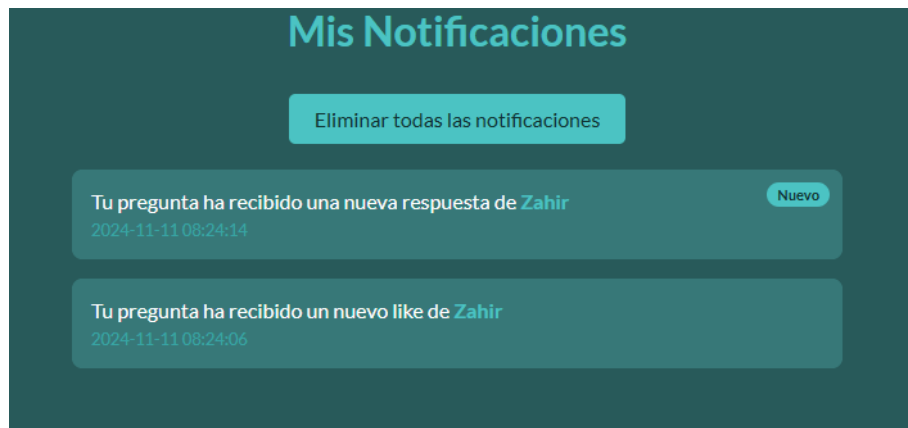 Mis Notificaciones
Eliminar todas las notificaciones
Tu pregunta ha recibido una nueva respuesta de Zahir
Nuevo
2024-11-11 08:24:14
Tu pregunta ha recibido un nuevo like de Zahir
2024-11-11 08:24:06